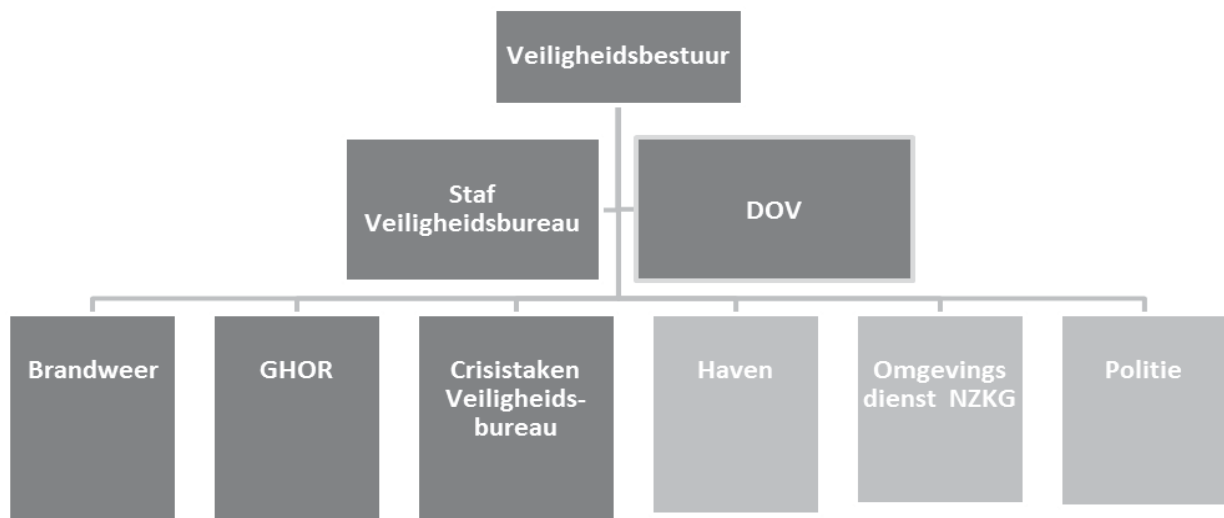 Veiligheidsbestuur
Staf
Veiligheidsbureau
DOV
Brandweer
GHOR
Crisistaken
Veiligheids-
bureau
Haven
Omgevings
dienst NZKG
Politie